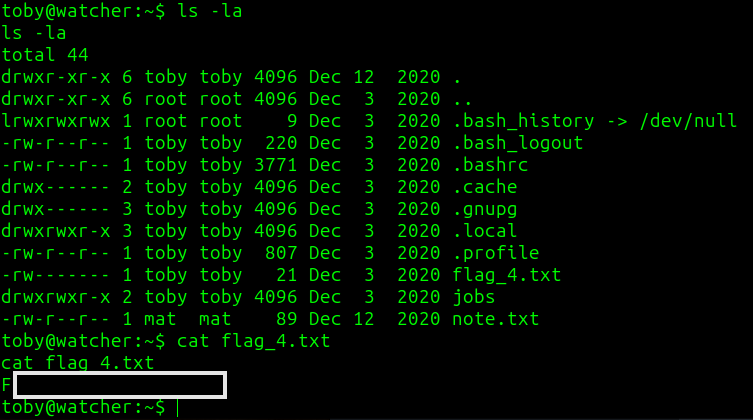 toby@watcher:~$ ls -la
ls -la
total 44
drwxr-xr-x 6 toby toby 4096 Dec 12  2020 .
drwxr-xr-x 6 root root 4096 Dec  3  2020 ..
lrwxrwxrwx 1 root root    9 Dec  3  2020 .bash_history -> /dev/null
-rw-r--r-- 1 toby toby  220 Dec  3  2020 .bash_logout
-rw-r--r-- 1 toby toby 3771 Dec  3  2020 .bashrc
drwx------ 2 toby toby 4096 Dec  3  2020 .cache
drwx------ 3 toby toby 4096 Dec  3  2020 .gnupg
drwxrwxr-x 3 toby toby 4096 Dec  3  2020 .local
-rw-r--r-- 1 toby toby  807 Dec  3  2020 .profile
-rw------- 1 toby toby   21 Dec  3  2020 flag_4.txt
drwxrwxr-x 2 toby toby 4096 Dec  3  2020 jobs
-rw-r--r-- 1 mat  mat    89 Dec 12  2020 note.txt
toby@watcher:~$ cat flag_4.txt
cat flag_4.txt
F
toby@watcher:~$